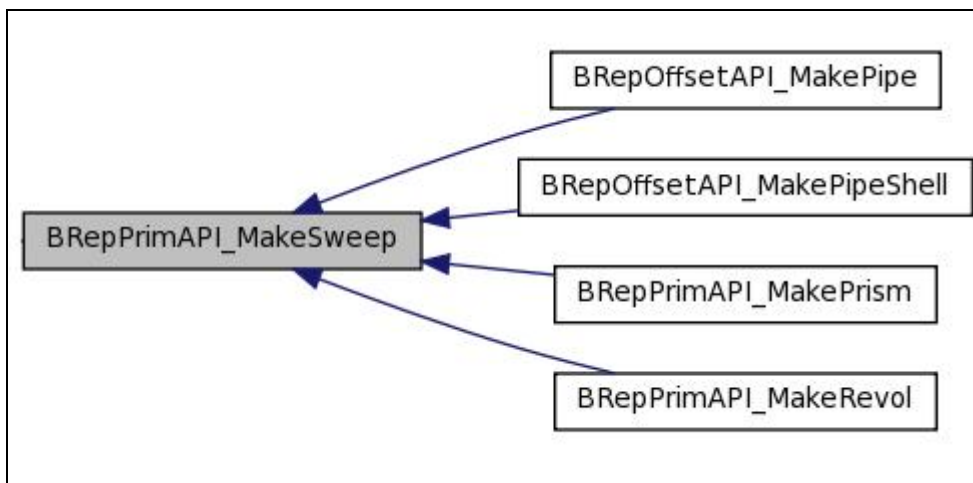 BRepOffsetAPI_MakePipe
BRepOffsetAPI_MakePipeShell
BRepPrimAPI_MakeSweep
BRepPrimAPI_MakePrism
BRepPrimAPI_MakeRevol